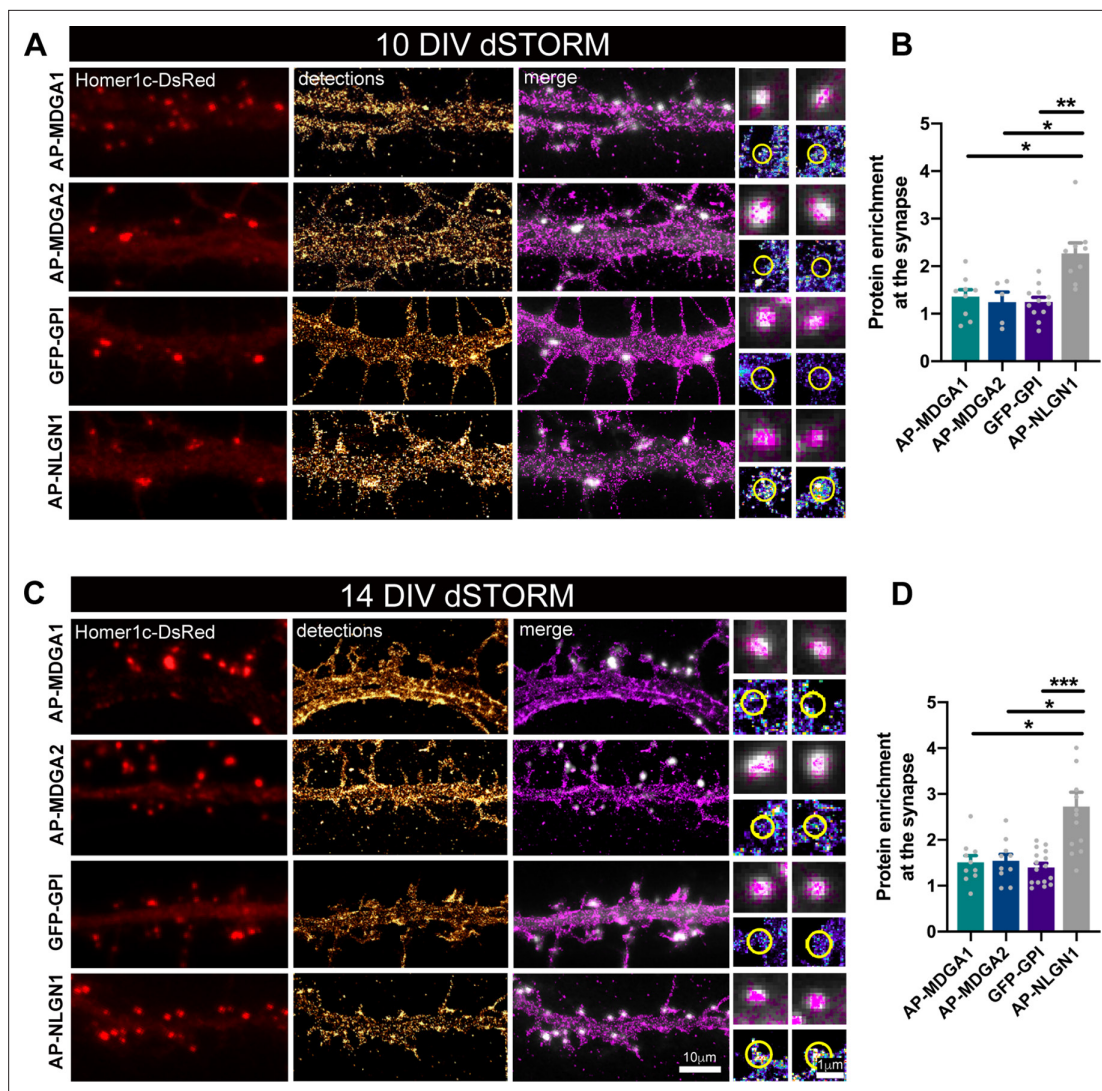 A
10 DIV dSTORM
Homer1c-DsRed
detections
merge
AP-MDGA1
AP-MDGA2
GFP-GPI
AP-NLGN1
B
Protein enrichment
at the synapse
5
4
3
2
1
0
**
*
*
AP-MDGA1
AP-MDGA2
GFP-GPI
AP-NLGN1
C
14 DIV dSTORM
Homer1c-DsRed
detections
merge
AP-MDGA1
AP-MDGA2
GFP-GPI
AP-NLGN1
10µm
1µm
D
Protein enrichment
at the synapse
5
4
3
2
1
0
***
*
*
AP-MDGA1
AP-MDGA2
GFP-GPI
AP-NLGN1